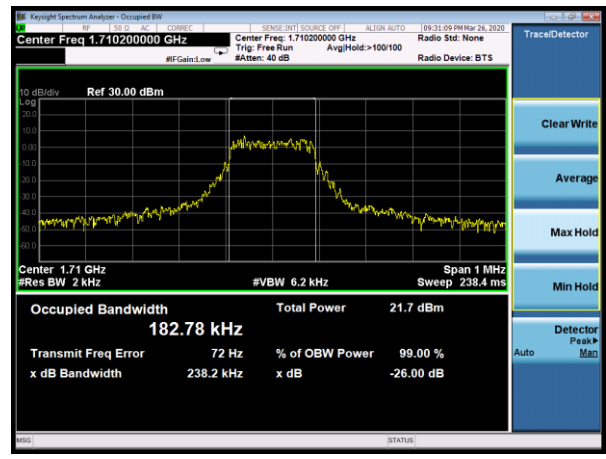 Keysight Spectrum Analyzer - Occupied BW
RF 50 Ω AC CORREC SENSE:INT SOURCE OFF ALIGN AUTO 09:31:09 PM Mar 26, 2020
Center Freq 1.710200000 GHz Center Freq: 1.710200000 GHz Radio Std: None
Trig: Free Run Avg|Hold:>100/100
#IFGain:Low #Atten: 40 dB Radio Device: BTS
Trace/Detector
10 dB/div Ref 30.00 dBm
Log
20.0
10.0
0.00
-10.0
-20.0
-30.0
-40.0
-50.0
-60.0
Center 1.71 GHz Span 1 MHz
#Res BW 2 kHz #VBW 6.2 kHz Sweep 238.4 ms
Occupied Bandwidth Total Power 21.7 dBm
182.78 kHz
Transmit Freq Error 72 Hz % of OBW Power 99.00 %
x dB Bandwidth 238.2 kHz x dB -26.00 dB
Clear Write
Average
Max Hold
Min Hold
Detector
Peak▶
Auto Man
MSG STATUS